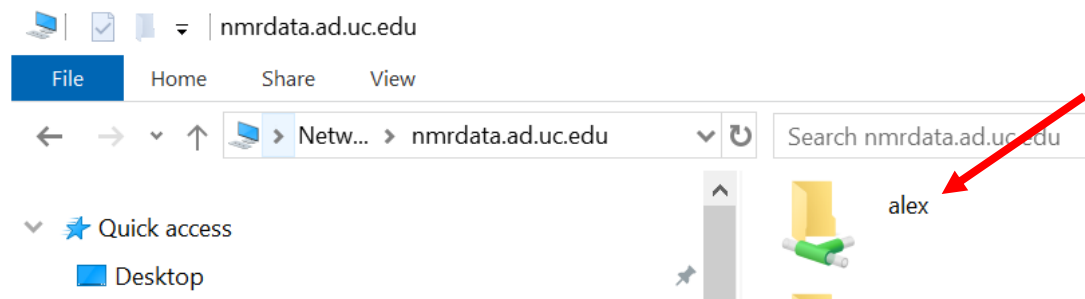 nmrdata.ad.uc.edu
File Home Share View
Netw... > nmrdata.ad.uc.edu Search nmrdata.ad.uc.edu
alex
Quick access
Desktop